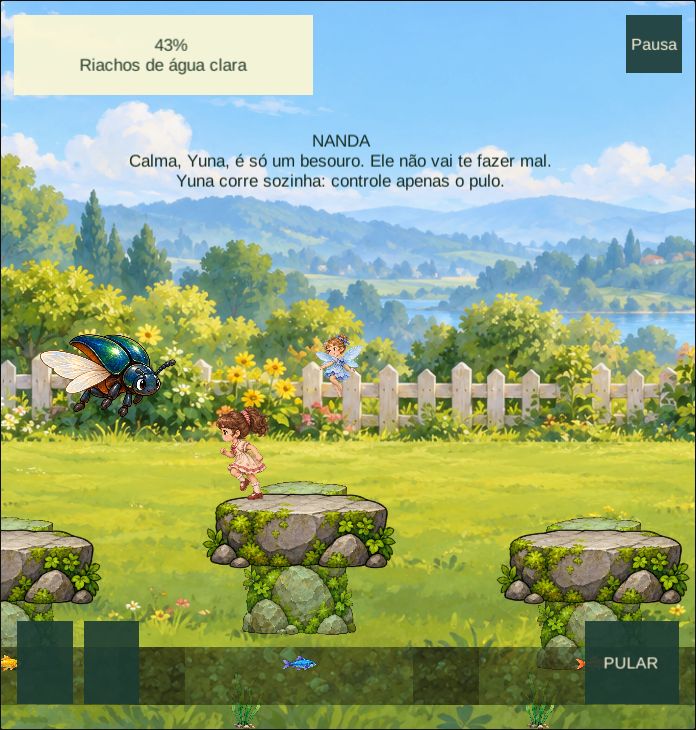 43%
Riachos de água clara
Pausa
NANDA
Calma, Yuna, é só um besouro. Ele não vai te fazer mal.
Yuna corre sozinha: controle apenas o pulo.
PULAR